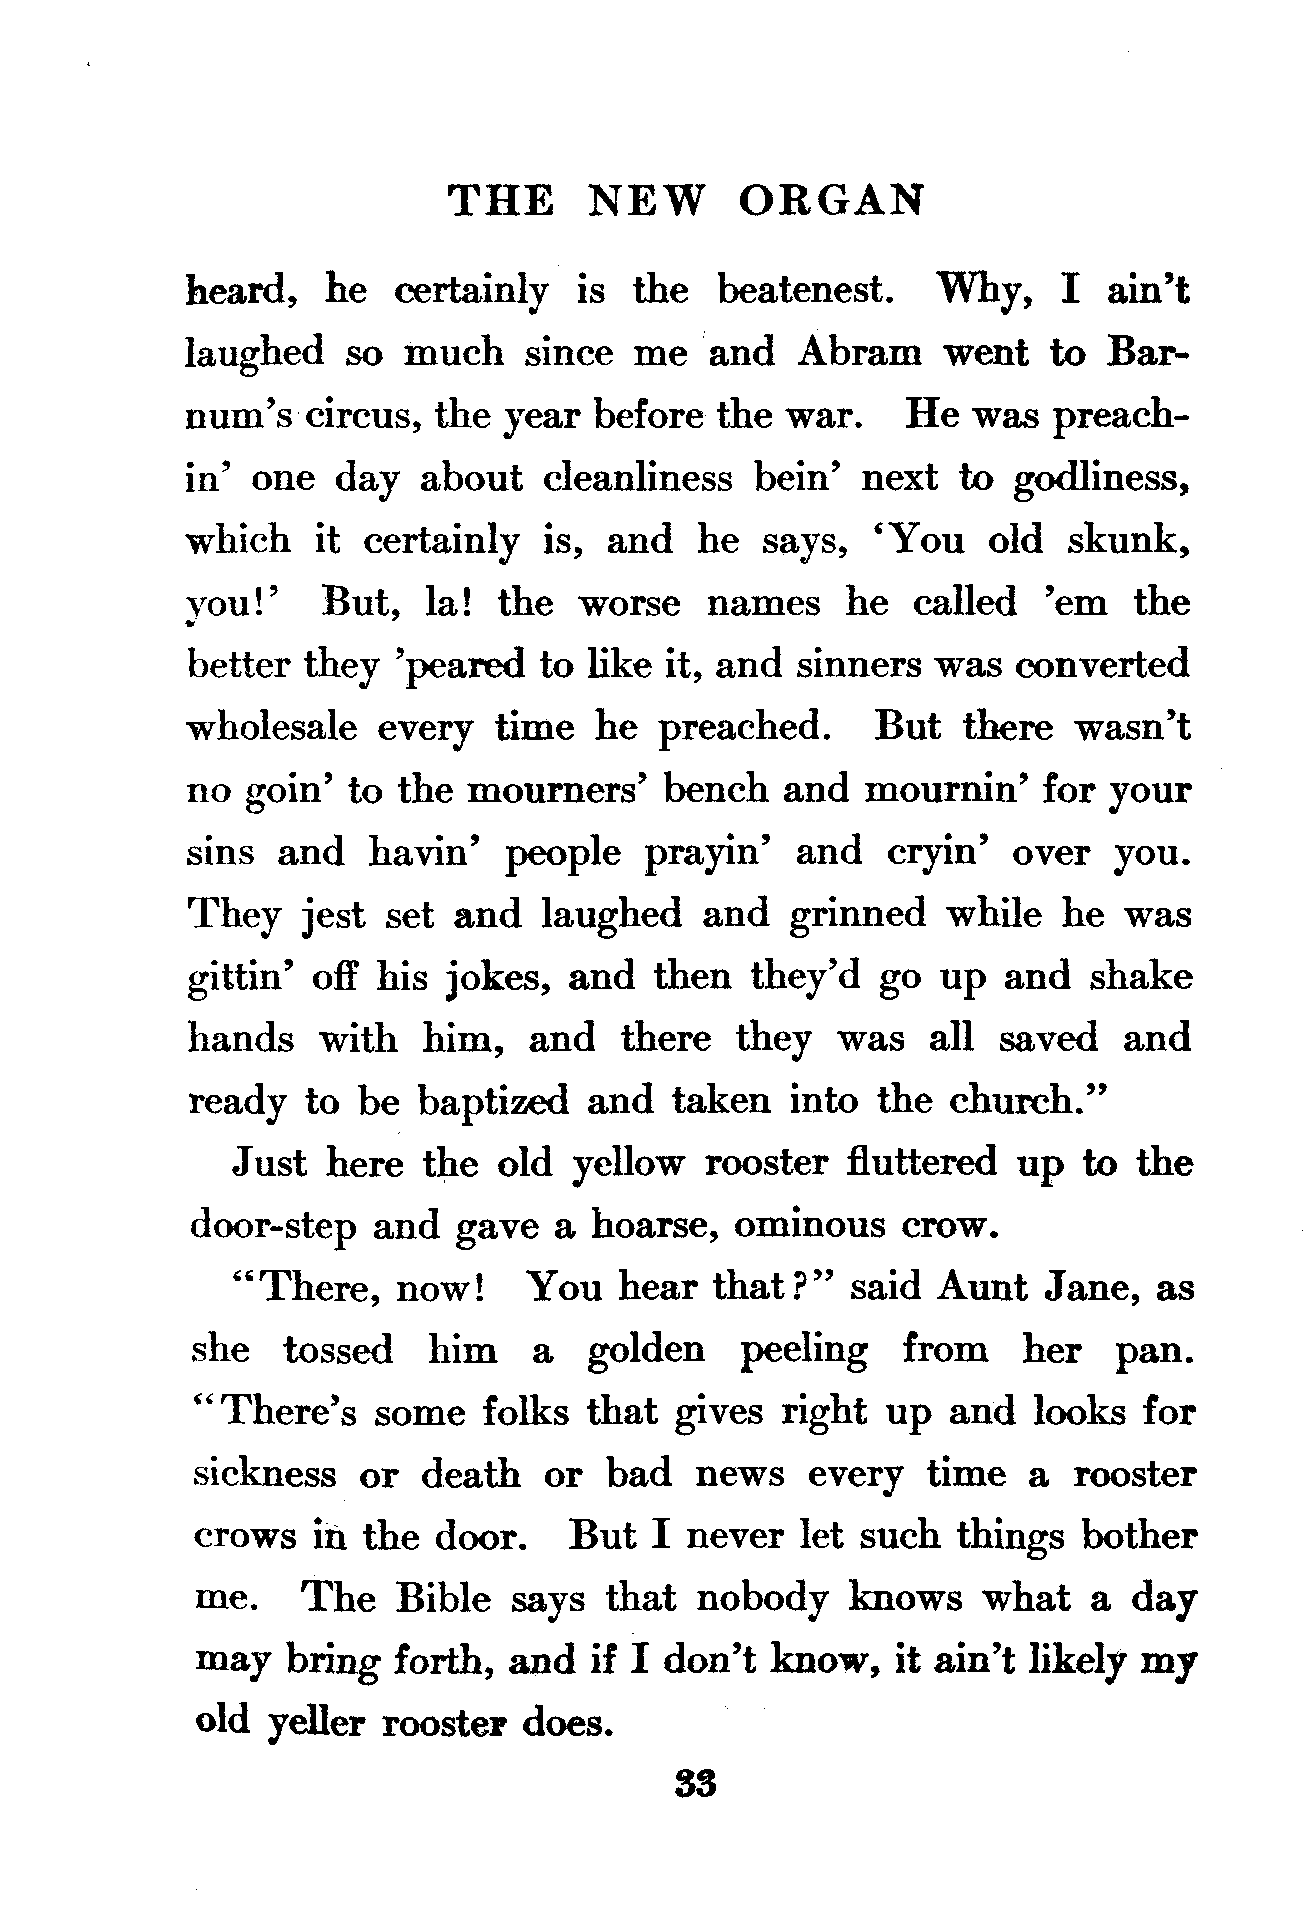 THE NEW ORGAN
heard, he certainly is the beatenest. Why, I ain't
laughed so much since me and Abram went to Bar-
num's circus, the year before the war. He was preach-
in' one day about cleanliness bein' next to godliness,
which it certainly is, and he says, ‘You old skunk,
you!’ But, la! the worse names he called 'em the
better they 'peared to like it, and sinners was converted
wholesale every time he preached. But there wasn't
no goin' to the mourners' bench and mournin' for your
sins and havin' people prayin' and cryin' over you.
They jest set and laughed and grinned while he was
gittin' off his jokes, and then they'd go up and shake
hands with him, and there they was all saved and
ready to be baptized and taken into the church.”
Just here the old yellow rooster fluttered up to the
door-step and gave a hoarse, ominous crow.
“There, now! You hear that?” said Aunt Jane, as
she tossed him a golden peeling from her pan.
“There's some folks that gives right up and looks for
sickness or death or bad news every time a rooster
crows in the door. But I never let such things bother
me. The Bible says that nobody knows what a day
may bring forth, and if I don't know, it ain't likely my
old yeller rooster does.
33